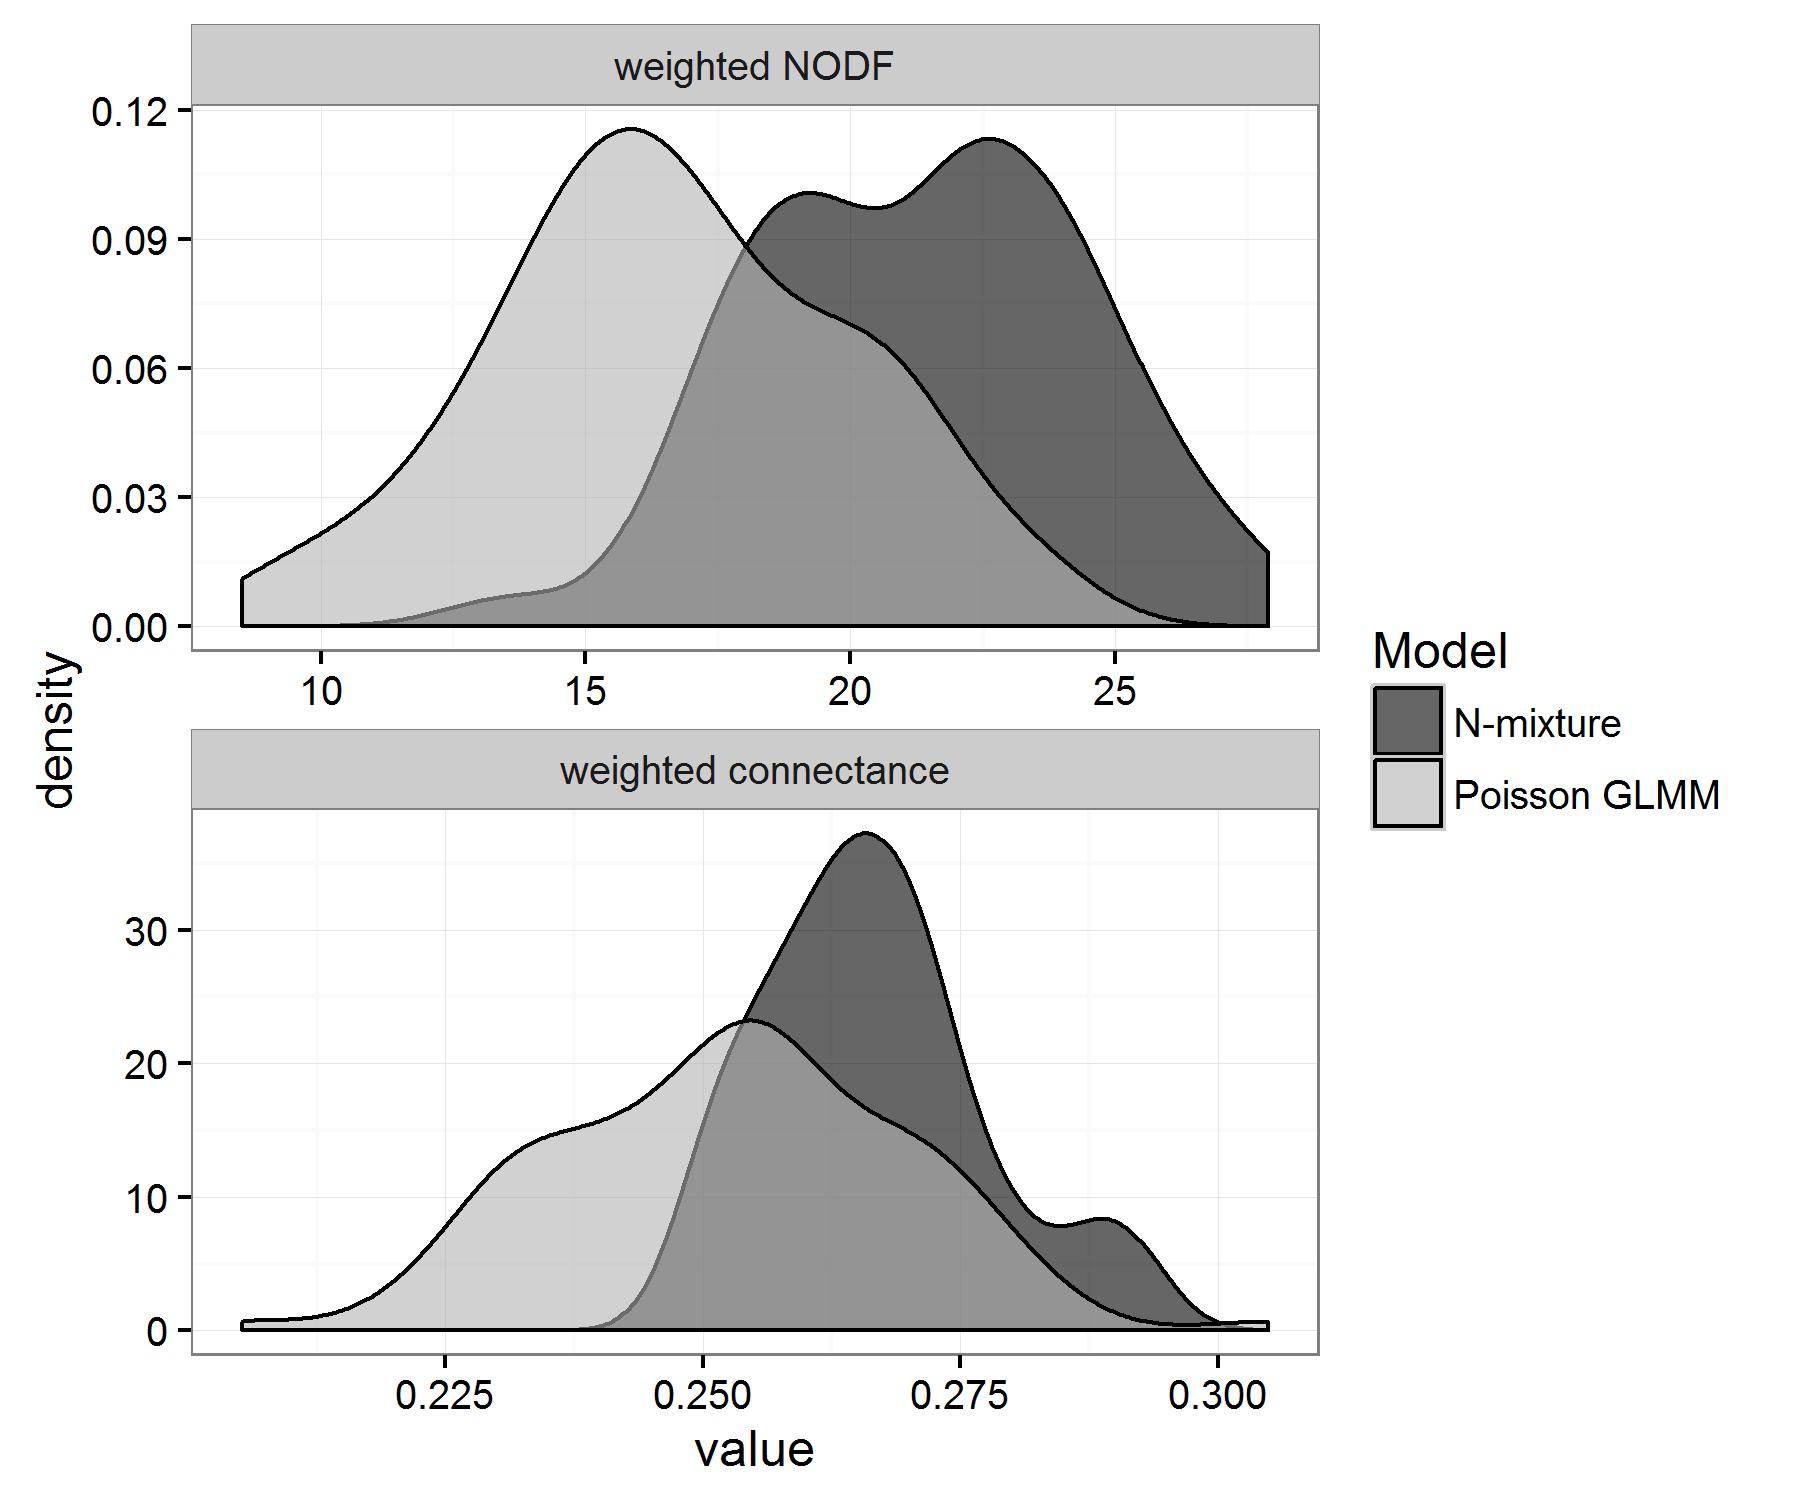 weighted NODF
0.12
0.09
0.06
0.03
0.00
10 15 20 25
density
weighted connectance
30
20
10
0
0.225 0.250 0.275 0.300
value
Model
N-mixture
Poisson GLMM